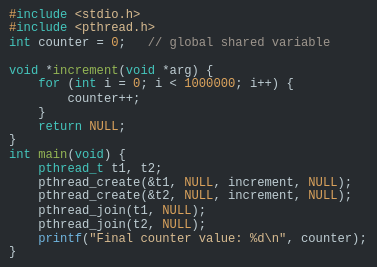 #include <stdio.h>
#include <pthread.h>
int counter = 0;   // global shared variable

void *increment(void *arg) {
    for (int i = 0; i < 1000000; i++) {
        counter++;
    }
    return NULL;
}
int main(void) {
    pthread_t t1, t2;
    pthread_create(&t1, NULL, increment, NULL);
    pthread_create(&t2, NULL, increment, NULL);
    pthread_join(t1, NULL);
    pthread_join(t2, NULL);
    printf("Final counter value: %d\n", counter);
}